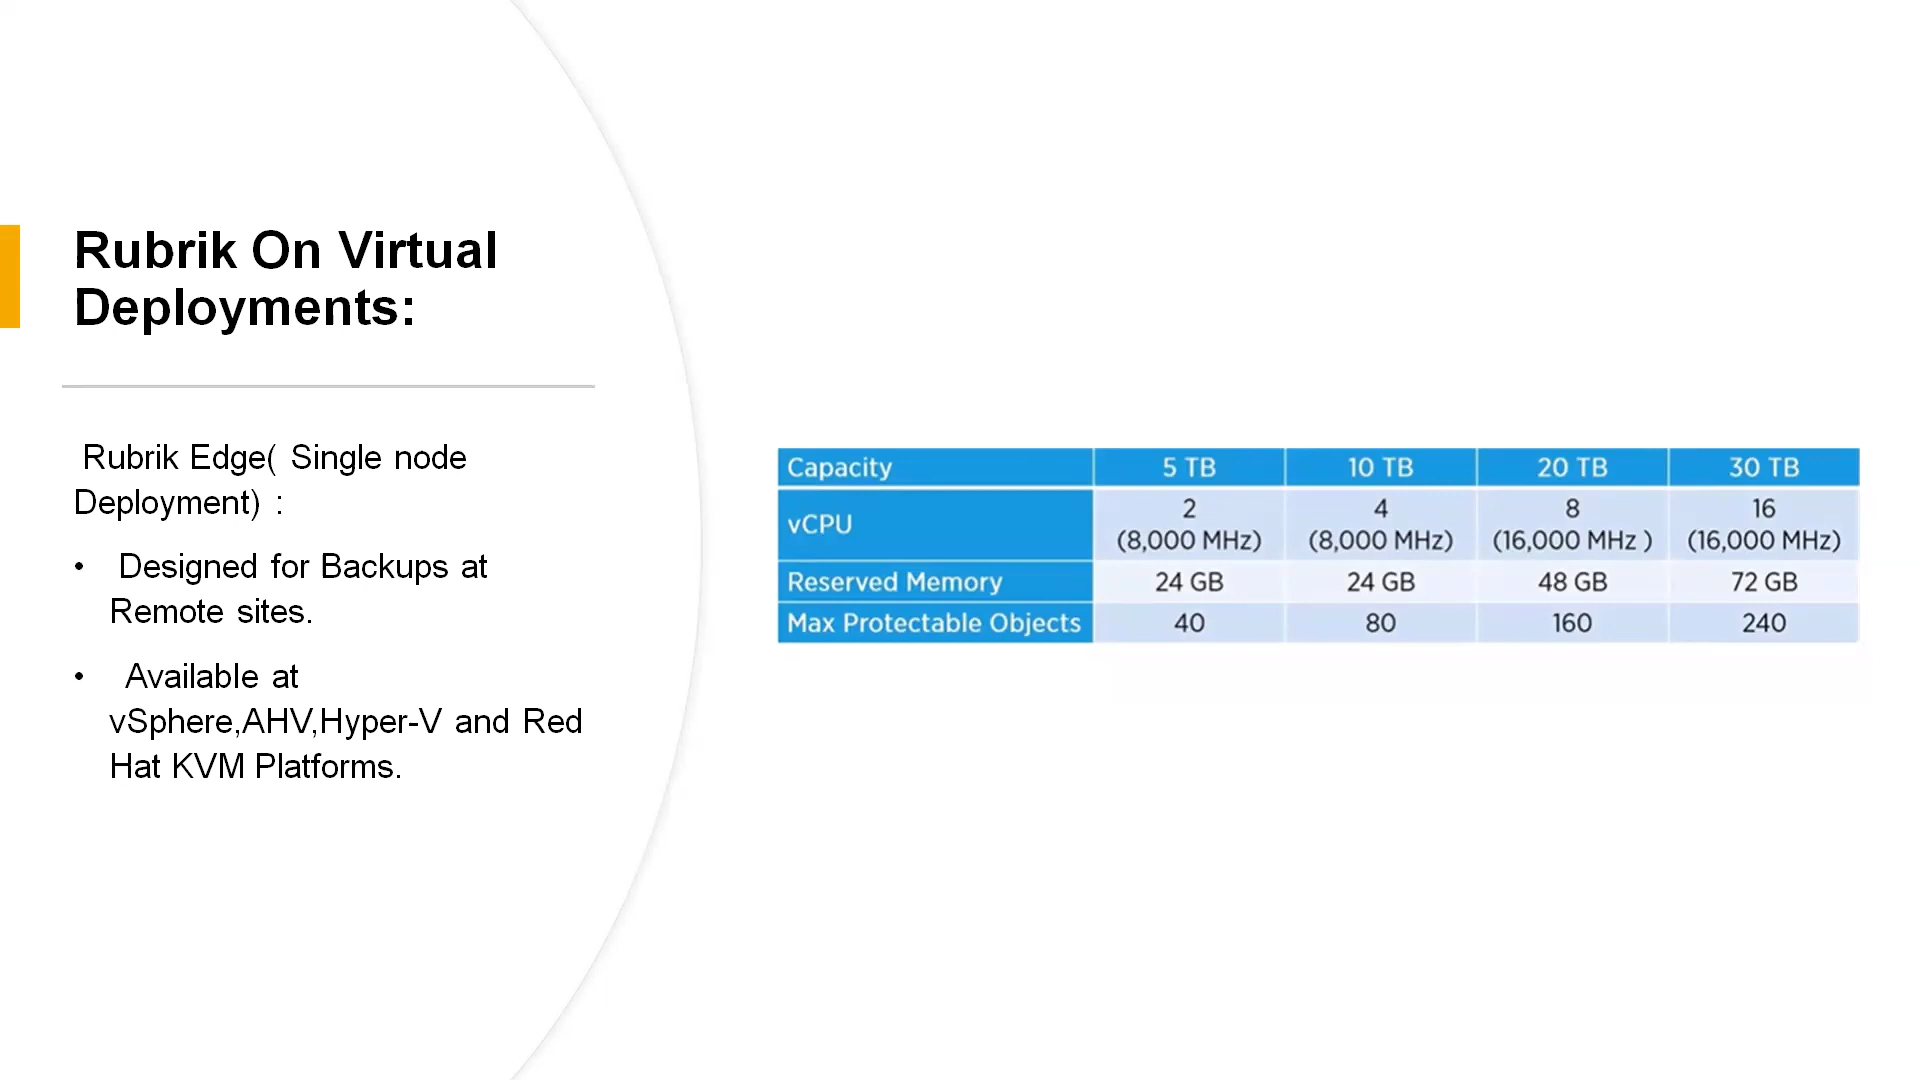 Rubrik On Virtual
Deployments:
Rubrik Edge( Single node
Deployment) :
• Designed for Backups at
Remote sites.
• Available at
vSphere,AHV,Hyper-V and Red
Hat KVM Platforms.
Capacity 5 TB 10 TB 20 TB 30 TB
vCPU 2 (8,000 MHz) 4 (8,000 MHz) 8 (16,000 MHz ) 16 (16,000 MHz)
Reserved Memory 24 GB 24 GB 48 GB 72 GB
Max Protectable Objects 40 80 160 240